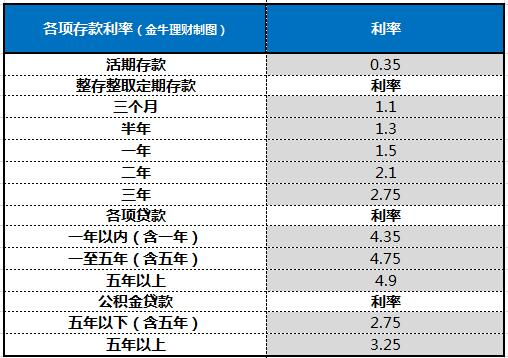 各项存款利率（金牛理财制图） 利率
活期存款 0.35
整存整取定期存款 利率
三个月 1.1
半年 1.3
一年 1.5
二年 2.1
三年 2.75
各项贷款 利率
一年以内（含一年） 4.35
一至五年（含五年） 4.75
五年以上 4.9
公积金贷款 利率
五年以下（含五年） 2.75
五年以上 3.25